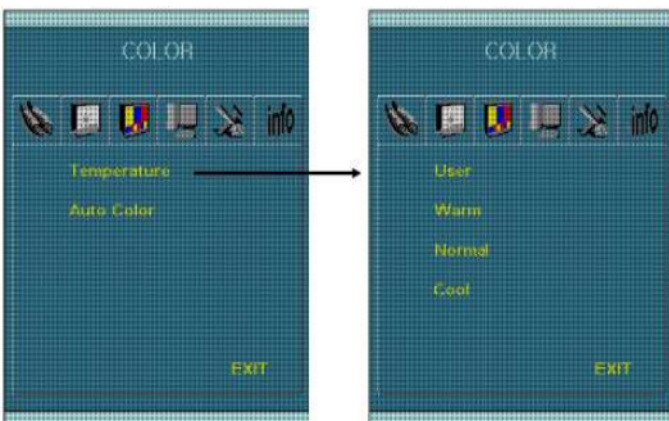 COLOR
info
Temperature
Auto Color
EXIT
COLOR
info
User
Warm
Normal
Cool
EXIT